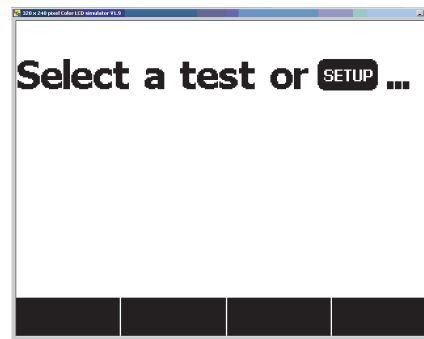 320 x 240 pixel Color LCD simulator V1.9
Select a test or SETUP ...